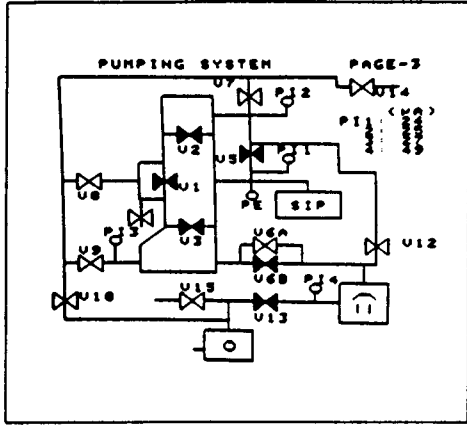 PUMPING SYSTEM PAGE-3
V7
PI2
V14
PI1
V2
V5
PI1
V8
V1
PE
SIP
PI3
V3
V6A
V12
V9
V6B
PI4
V10
V15
V13